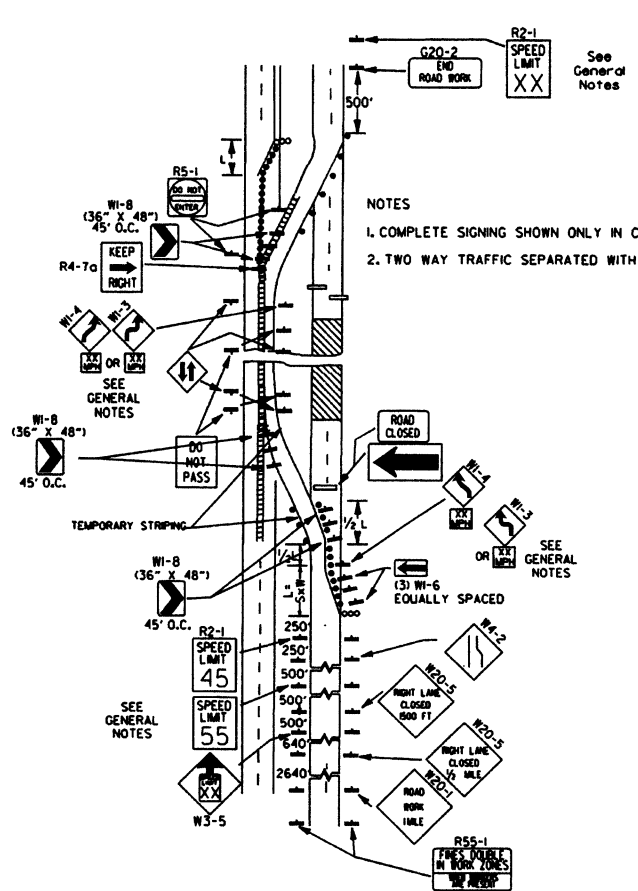 R2-1
SPEED
LIMIT
XX
See
General
Notes
G20-2
END
ROAD WORK
500'
L
R5-1
DO NOT
ENTER
W1-8
(36" X 48")
45' O.C.
KEEP
RIGHT
R4-7a
NOTES
1. COMPLETE SIGNING SHOWN ONLY IN O
2. TWO WAY TRAFFIC SEPARATED WITH
W1-4
W1-3
XX
MPH
OR
XX
MPH
SEE
GENERAL
NOTES
W1-8
(36" X 48")
45' O.C.
DO
NOT
PASS
ROAD
CLOSED
W1-4
XX
MPH
W1-3
OR
XX
MPH
SEE
GENERAL
NOTES
TEMPORARY STRIPING
½ L
½ L
L=
SxW
W1-8
(36" X 48")
45' O.C.
(3) W1-6
EQUALLY SPACED
250'
R2-1
SPEED
LIMIT
45
250'
W4-2
500'
SEE
GENERAL
NOTES
SPEED
LIMIT
55
500'
W20-5
RIGHT LANE
CLOSED
1500 FT
500'
640'
W20-5
RIGHT LANE
CLOSED
½ MILE
XX
W3-5
2640'
W20-1
ROAD
WORK
1 MILE
R55-1
FINES DOUBLE
IN WORK ZONES
WHEN WORKERS
ARE PRESENT